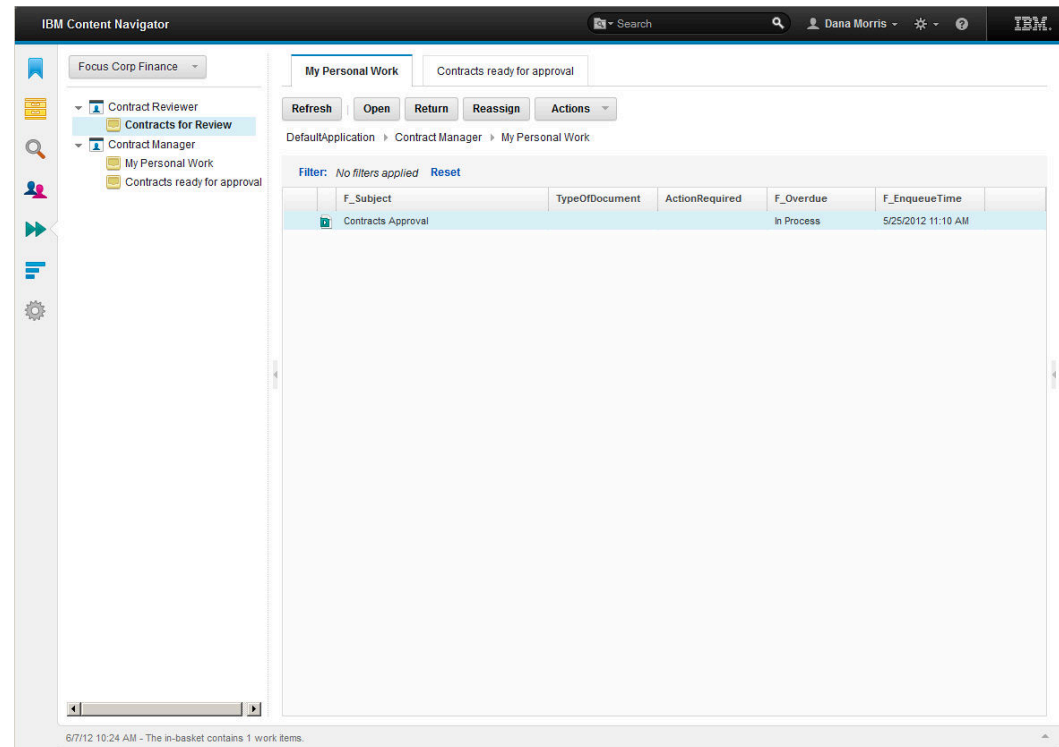 IBM Content Navigator
Search
Dana Morris
IBM.
Focus Corp Finance
Contract Reviewer
Contracts for Review
Contract Manager
My Personal Work
Contracts ready for approval
My Personal Work
Contracts ready for approval
Refresh Open Return Reassign Actions
DefaultApplication Contract Manager My Personal Work
Filter: No filters applied Reset
F_Subject TypeOfDocument ActionRequired F_Overdue F_EnqueueTime
Contracts Approval In Process 5/25/2012 11:10 AM
6/7/12 10:24 AM - The in-basket contains 1 work items.